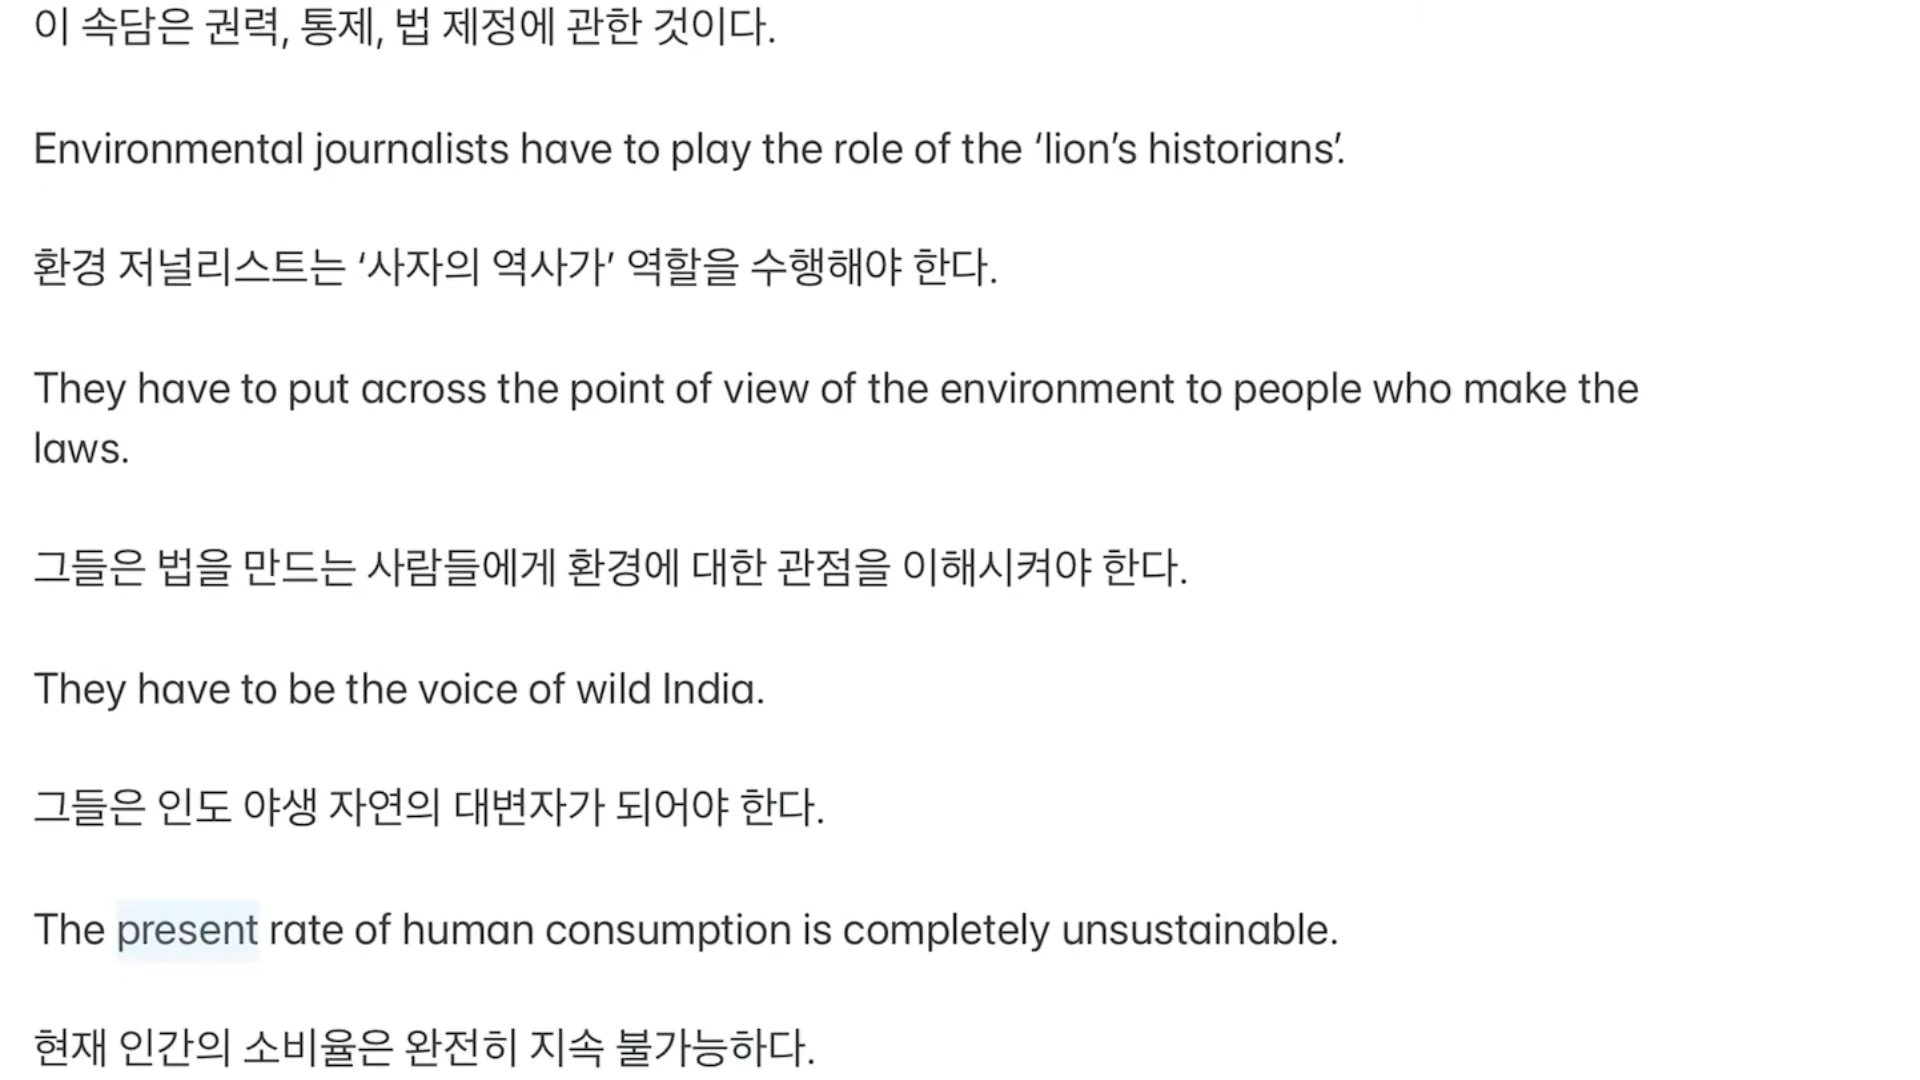 이 속담은 권력, 통제, 법 제정에 관한 것이다.
Environmental journalists have to play the role of the ‘lion’s historians’.
환경 저널리스트는 ‘사자의 역사가’ 역할을 수행해야 한다.
They have to put across the point of view of the environment to people who make the
laws.
그들은 법을 만드는 사람들에게 환경에 대한 관점을 이해시켜야 한다.
They have to be the voice of wild India.
그들은 인도 야생 자연의 대변자가 되어야 한다.
The present rate of human consumption is completely unsustainable.
현재 인간의 소비율은 완전히 지속 불가능하다.